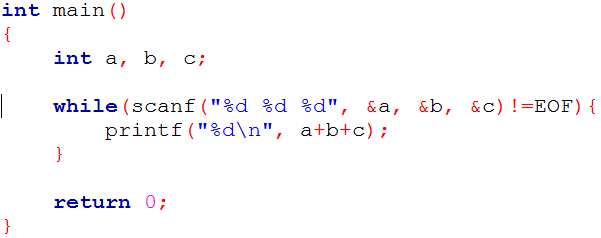 int main()
{
    int a, b, c;
    while(scanf("%d %d %d", &a, &b, &c)!=EOF){
        printf("%d\n", a+b+c);
    }
    return 0;
}